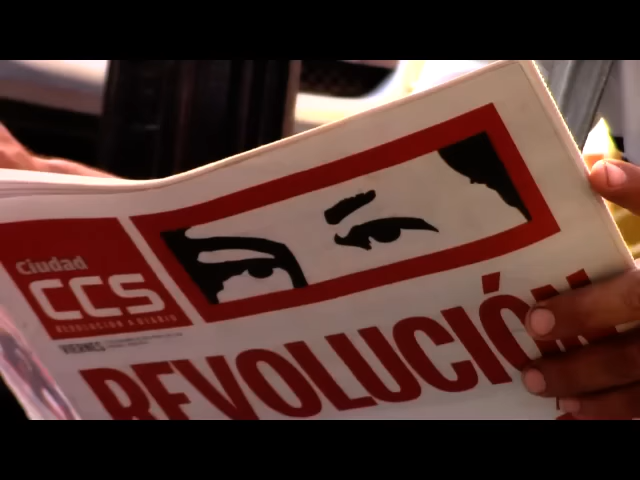 ciudad
CCS
REVOLUCIÓN A DIARIO
VIERNES
REVOLUCIÓN